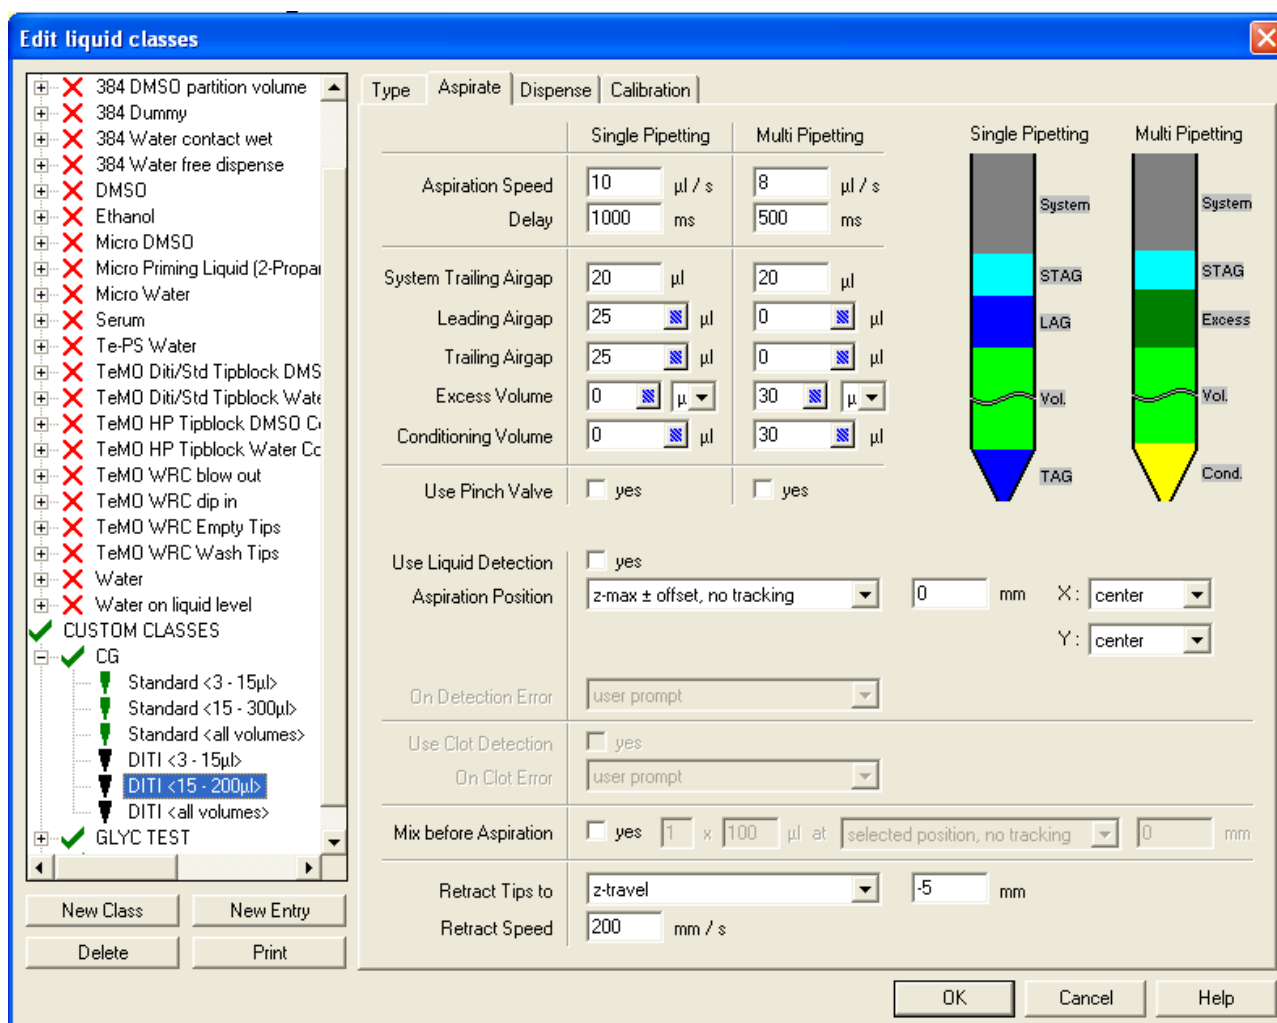 Edit liquid classes
384 DMSO partition volume
384 Dummy
384 Water contact wet
384 Water free dispense
DMSO
Ethanol
Micro DMSO
Micro Priming Liquid (2-Propa
Micro Water
Serum
Te-PS Water
TeMO Diti/Std Tipblock DMS
TeMO Diti/Std Tipblock Wate
TeMO HP Tipblock DMSO C
TeMO HP Tipblock Water Co
TeMO WRC blow out
TeMO WRC dip in
TeMO WRC Empty Tips
TeMO WRC Wash Tips
Water
Water on liquid level
CUSTOM CLASSES
CG
Standard <3 - 15µl>
Standard <15 - 300µl>
Standard <all volumes>
DITI <3 - 15µl>
DITI <15 - 200µl>
DITI <all volumes>
GLYC TEST
New Class New Entry
Delete Print
Type Aspirate Dispense Calibration
Single Pipetting Multi Pipetting
Aspiration Speed 10 µl / s 8 µl / s
Delay 1000 ms 500 ms
System Trailing Airgap 20 µl 20 µl
Leading Airgap 25 µl 0 µl
Trailing Airgap 25 µl 0 µl
Excess Volume 0 µ 30 µ
Conditioning Volume 0 µl 30 µl
Use Pinch Valve yes yes
Single Pipetting Multi Pipetting
System System
STAG STAG
LAG Excess
Vol. Vol.
TAG Cond.
Use Liquid Detection yes
Aspiration Position z-max ± offset, no tracking 0 mm X : center
Y : center
On Detection Error user prompt
Use Clot Detection yes
On Clot Error user prompt
Mix before Aspiration yes 1 x 100 µl at selected position, no tracking 0 mm
Retract Tips to z-travel -5 mm
Retract Speed 200 mm / s
OK Cancel Help